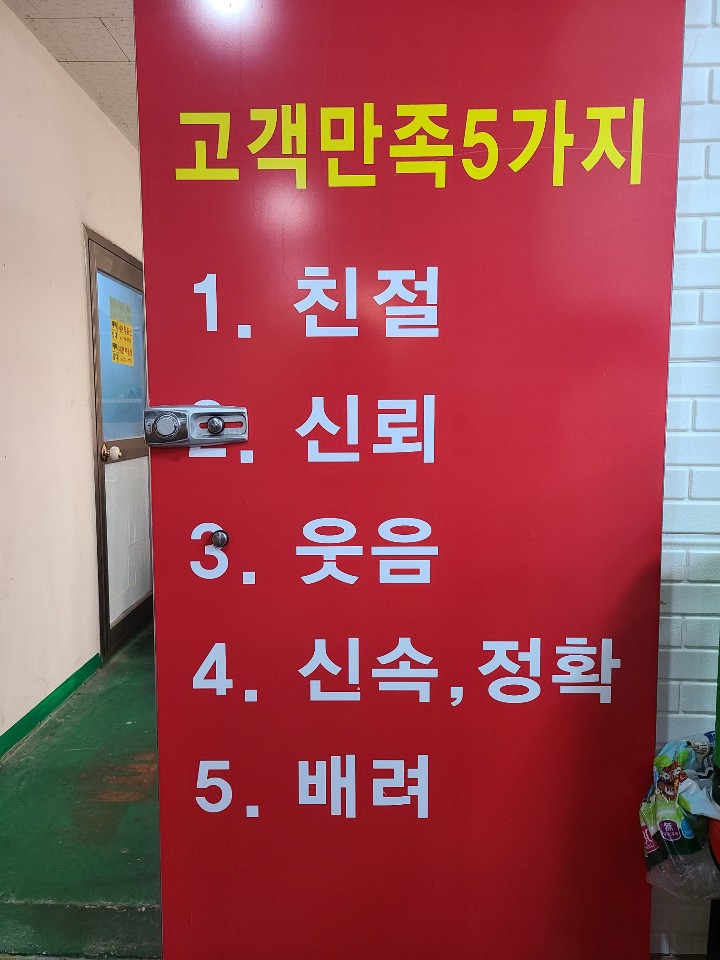 고객만족5가지
1. 친절
2. 신뢰
3. 웃음
4. 신속,정확
5. 배려